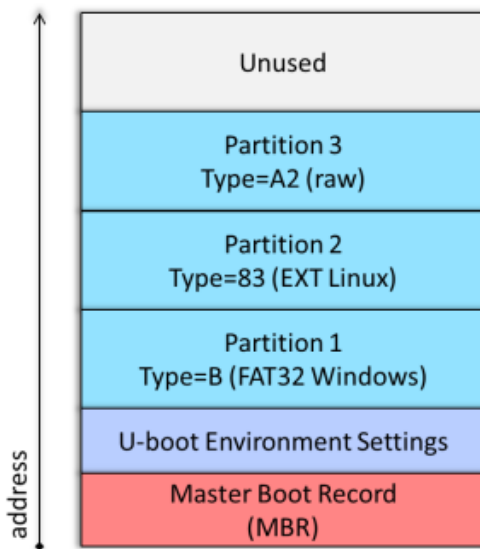 Unused
Partition 3
Type=A2 (raw)
Partition 2
Type=83 (EXT Linux)
Partition 1
Type=B (FAT32 Windows)
U-boot Environment Settings
Master Boot Record
(MBR)
address